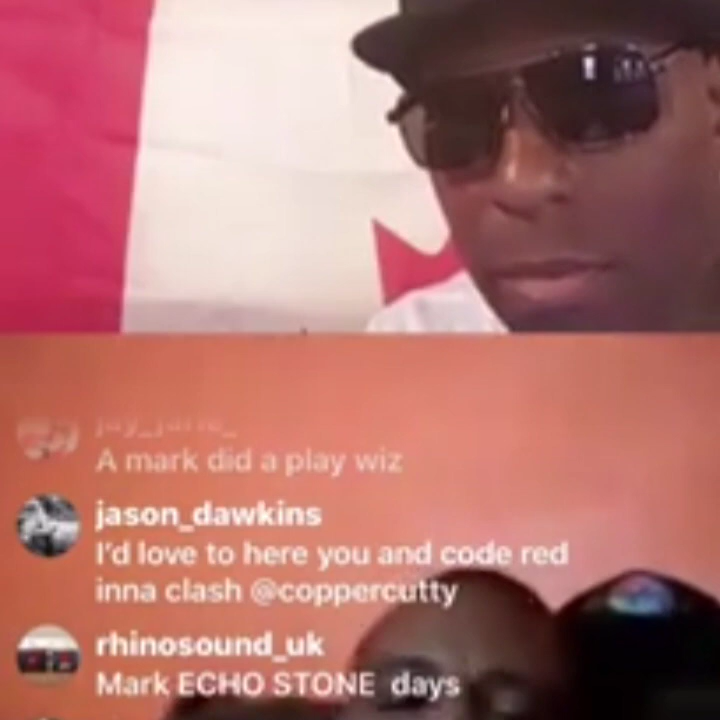 A mark did a play wiz
jason_dawkins
I'd love to here you and code red
inna clash @coppercutty
rhinosound_uk
Mark ECHO STONE days